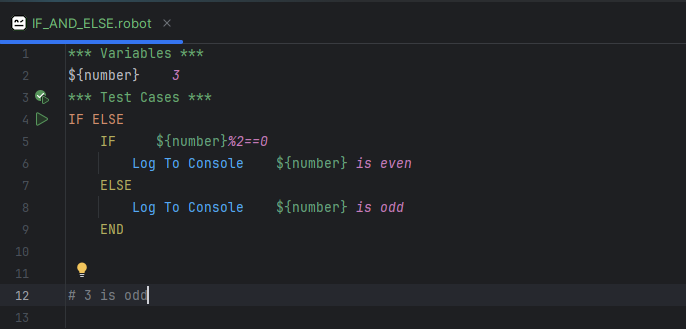 IF_AND_ELSE.robot ×
1 *** Variables ***
2 ${number}    3
3 *** Test Cases ***
4 IF ELSE
5     IF     ${number}%2==0
6         Log To Console    ${number} is even
7     ELSE
8         Log To Console    ${number} is odd
9     END
10
11
12 # 3 is odd
13